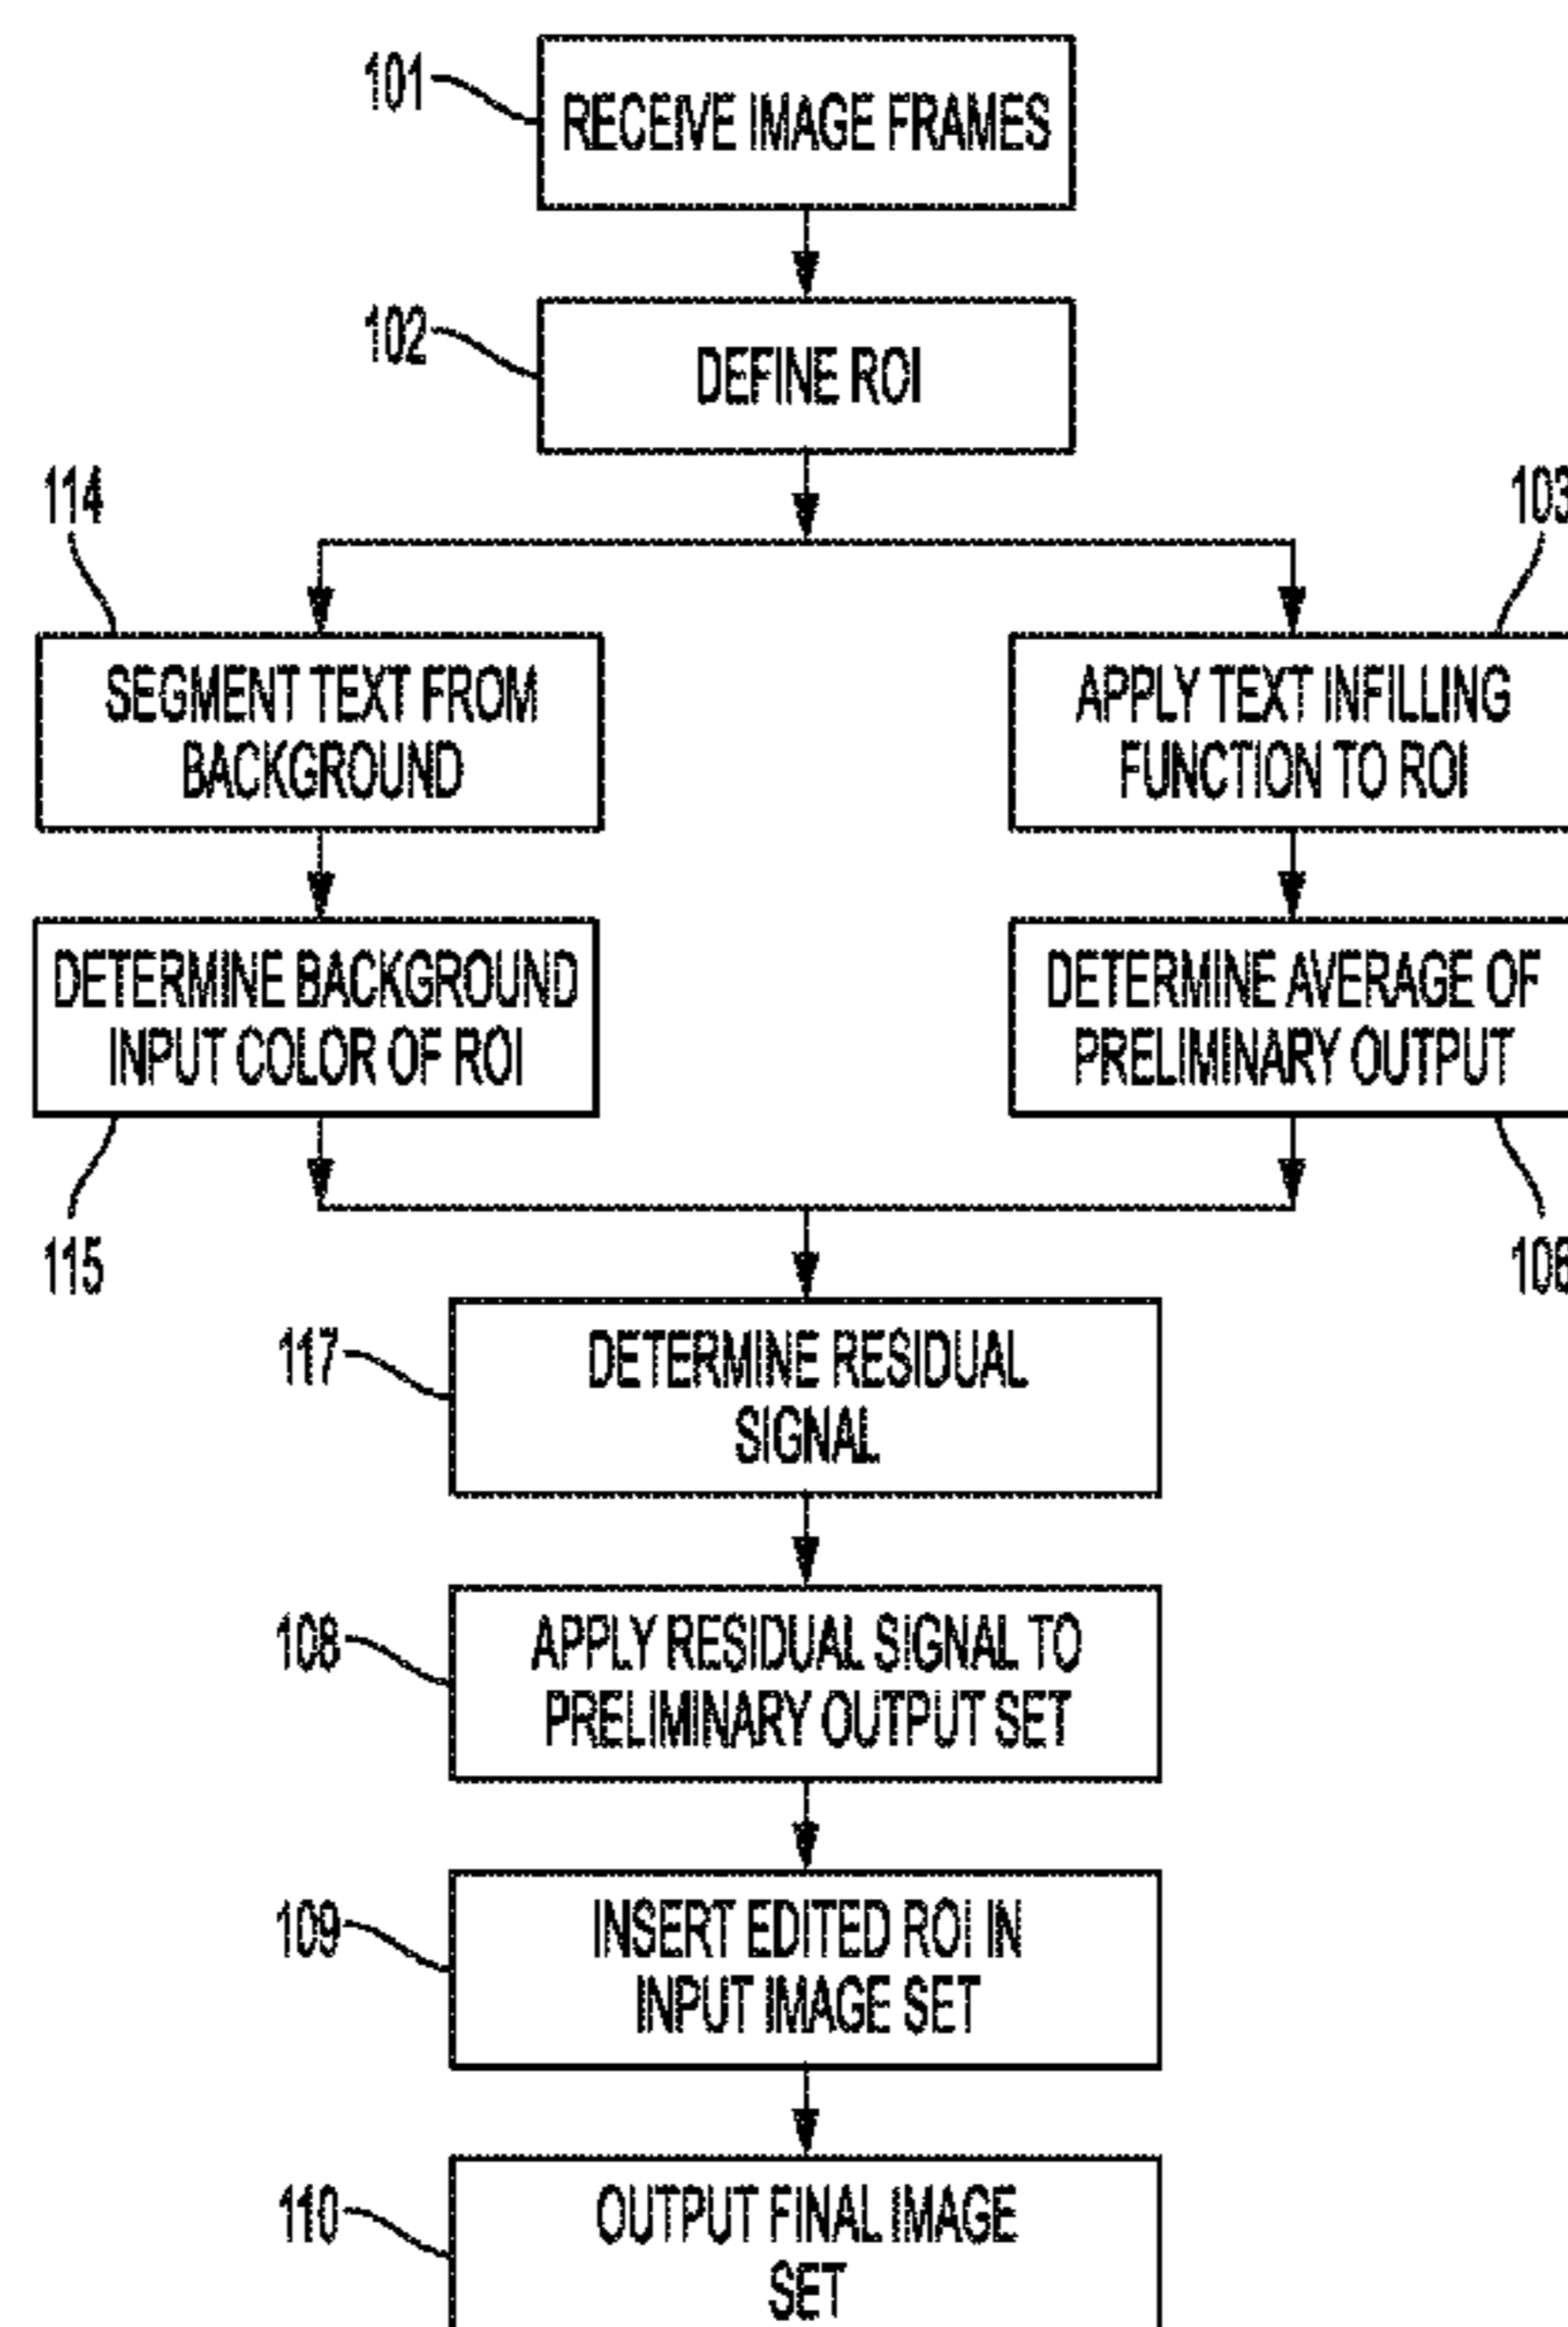 101
RECEIVE IMAGE FRAMES
102
DEFINE ROI
114
103
SEGMENT TEXT FROM
BACKGROUND
APPLY TEXT INFILLING
FUNCTION TO ROI
DETERMINE BACKGROUND
INPUT COLOR OF ROI
DETERMINE AVERAGE OF
PRELIMINARY OUTPUT
115
106
117
DETERMINE RESIDUAL
SIGNAL
108
APPLY RESIDUAL SIGNAL TO
PRELIMINARY OUTPUT SET
109
INSERT EDITED ROI IN
INPUT IMAGE SET
110
OUTPUT FINAL IMAGE
SET